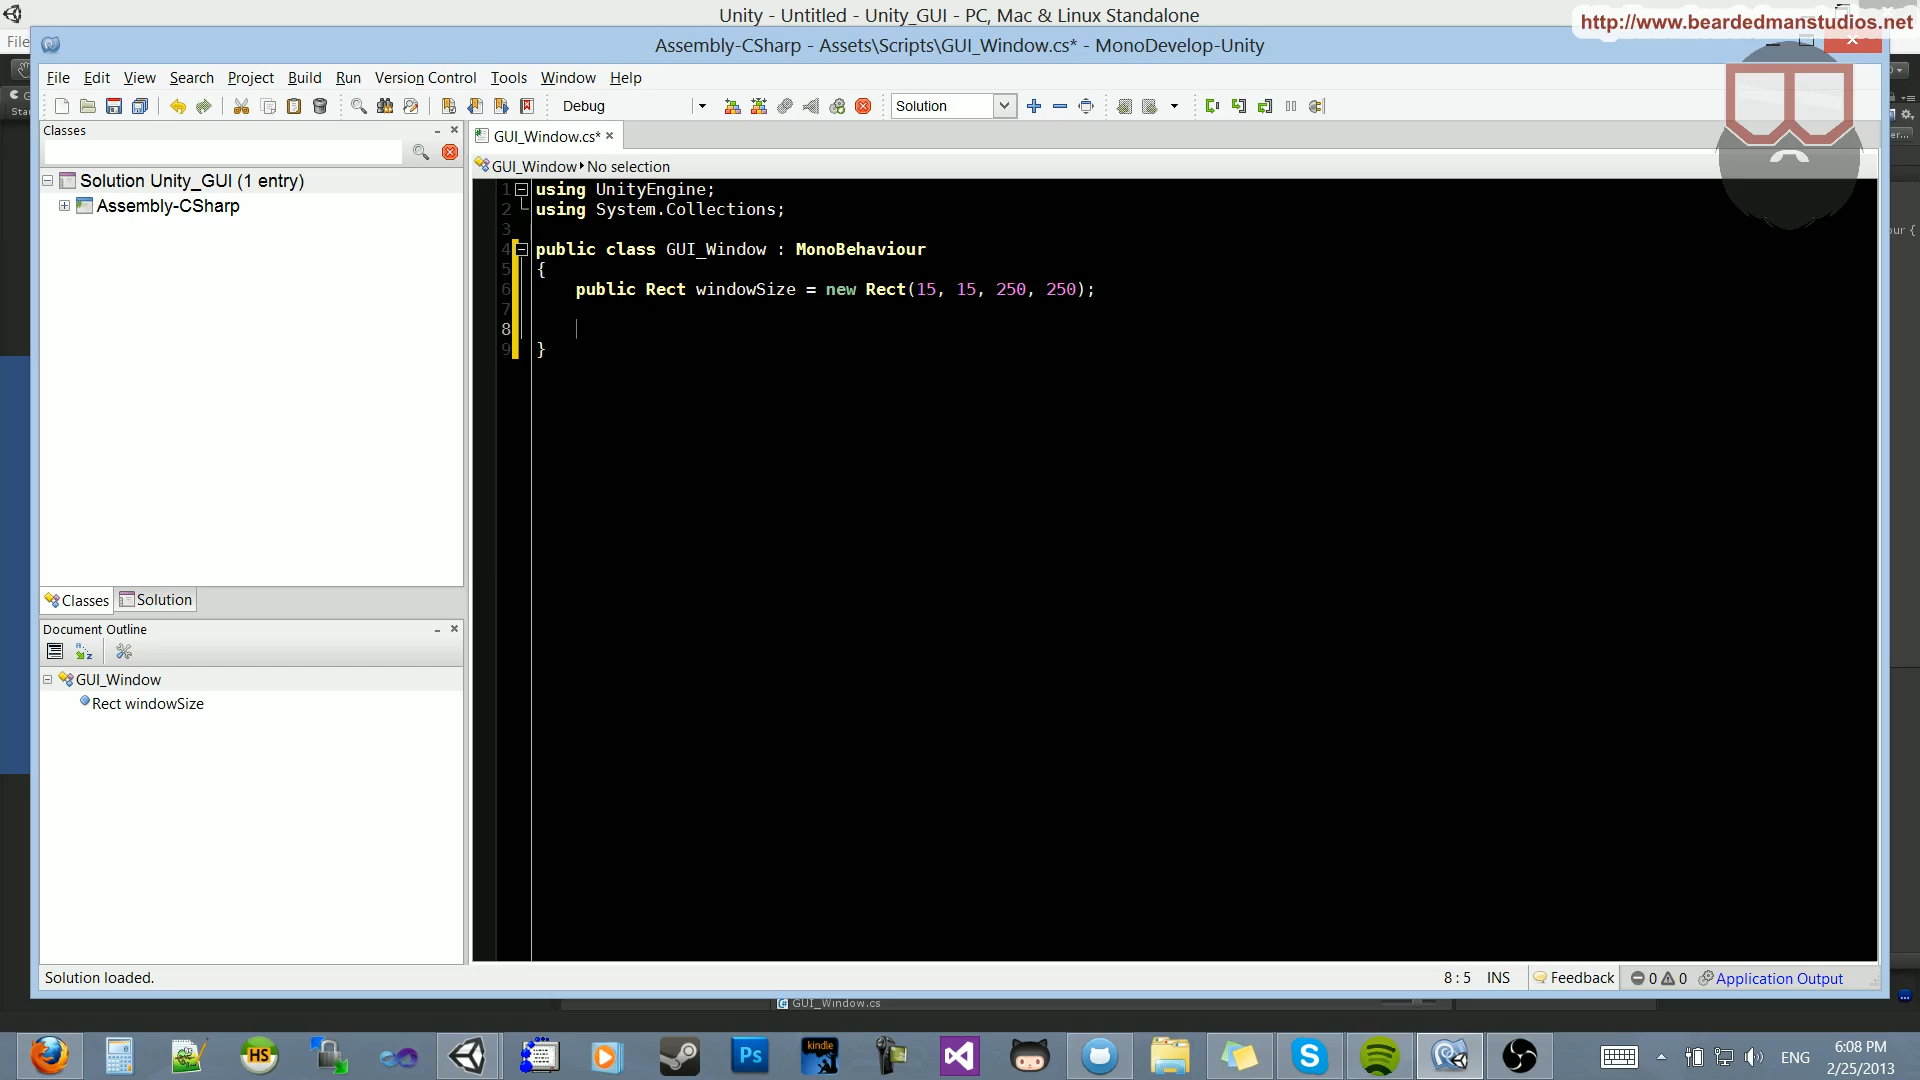 Unity - Untitled - Unity_GUI - PC, Mac & Linux Standalone
http://www.beardedmanstudios.net
File
Assembly-CSharp - Assets\Scripts\GUI_Window.cs* - MonoDevelop-Unity
File Edit View Search Project Build Run Version Control Tools Window Help
Debug
Solution
Classes
GUI_Window.cs*
GUI_Window No selection
Solution Unity_GUI (1 entry)
Assembly-CSharp
1 using UnityEngine;
2 using System.Collections;
3
4 public class GUI_Window : MonoBehaviour
5 {
6 public Rect windowSize = new Rect(15, 15, 250, 250);
7
8
9 }
Classes Solution
Document Outline
GUI_Window
Rect windowSize
Solution loaded.
8 : 5 INS Feedback 0 0 Application Output
GUI_Window.cs
HS
Ps
kindle
ENG
6:08 PM
2/25/2013